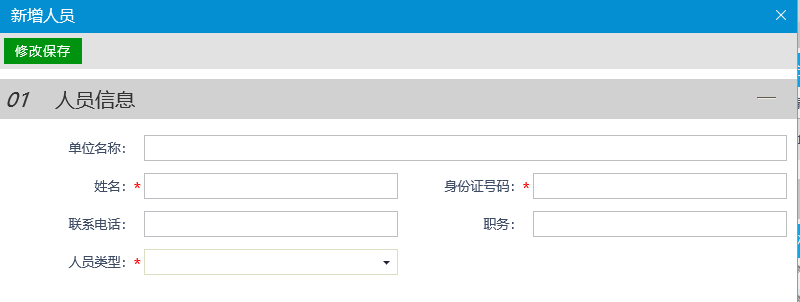 新增人员
修改保存
01 人员信息
单位名称：
姓名：* 身份证号码：*
联系电话： 职务：
人员类型：*